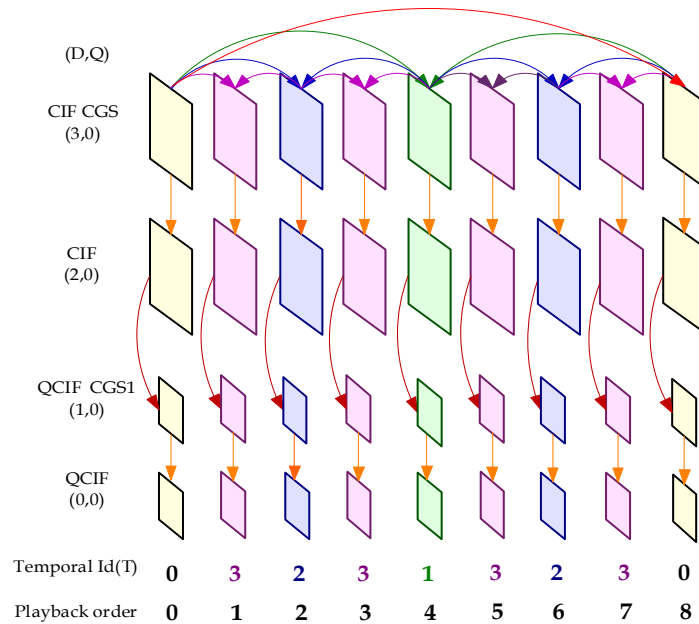 (D,Q)
CIF CGS
(3,0)
CIF
(2,0)
QCIF CGS1
(1,0)
QCIF
(0,0)
Temporal Id(T) 0 3 2 3 1 3 2 3 0
Playback order 0 1 2 3 4 5 6 7 8